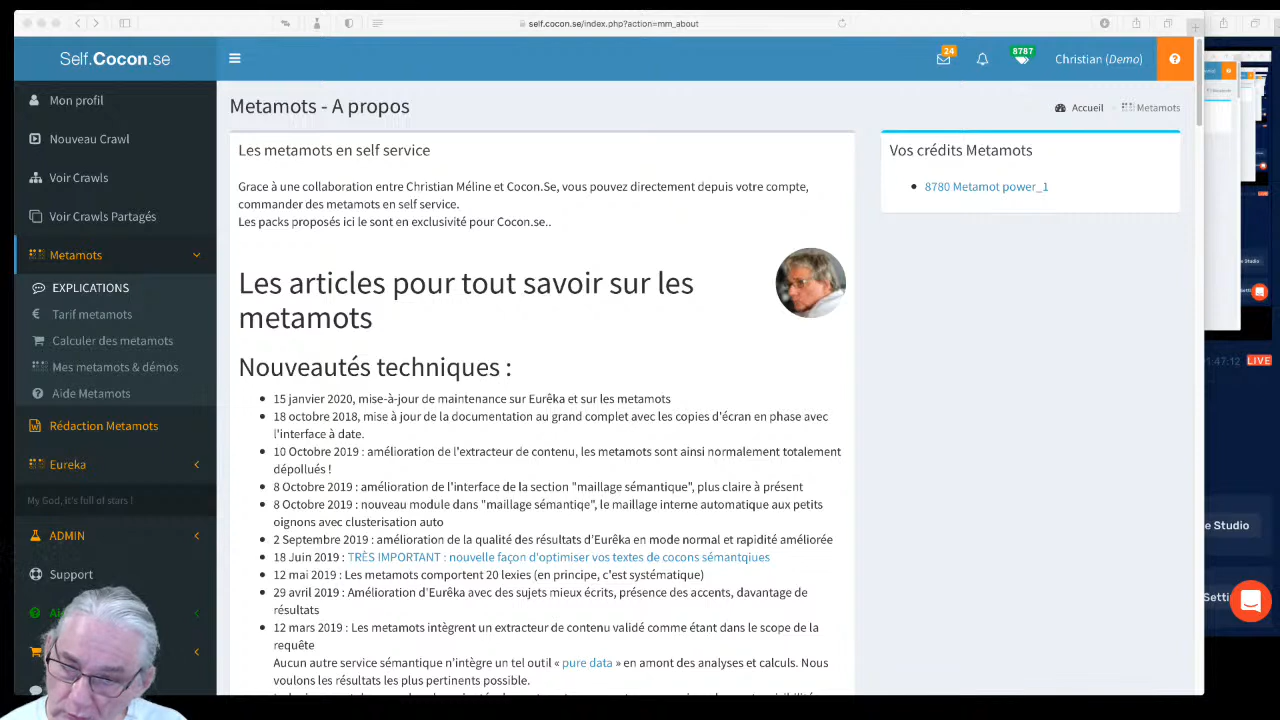 self.cocon.se/index.php?action=mm_about
Self.Cocon.se
24
8787
Christian (Demo)
Mon profil
Nouveau Crawl
Voir Crawls
Voir Crawls Partagés
Metamots
EXPLICATIONS
Tarif metamots
Calculer des metamots
Mes metamots & démos
Aide Metamots
Rédaction Metamots
Eureka
My God, it's full of stars !
ADMIN
Support
Metamots - A propos
Accueil
Metamots
Les metamots en self service
Grace à une collaboration entre Christian Méline et Cocon.Se, vous pouvez directement depuis votre compte,
commander des metamots en self service.
Les packs proposés ici le sont en exclusivité pour Cocon.se..
Les articles pour tout savoir sur les
metamots
Nouveautés techniques :
15 janvier 2020, mise-à-jour de maintenance sur Eurêka et sur les metamots
18 octobre 2018, mise à jour de la documentation au grand complet avec les copies d'écran en phase avec
l'interface à date.
10 Octobre 2019 : amélioration de l'extracteur de contenu, les metamots sont ainsi normalement totalement
dépollués !
8 Octobre 2019 : amélioration de l'interface de la section "maillage sémantique", plus claire à présent
8 Octobre 2019 : nouveau module dans "maillage sémantiqe", le maillage interne automatique aux petits
oignons avec clusterisation auto
2 Septembre 2019 : amélioration de la qualité des résultats d'Eurêka en mode normal et rapidité améliorée
18 Juin 2019 : TRÈS IMPORTANT : nouvelle façon d'optimiser vos textes de cocons sémantqiues
12 mai 2019 : Les metamots comportent 20 lexies (en principe, c'est systématique)
29 avril 2019 : Amélioration d'Eurêka avec des sujets mieux écrits, présence des accents, davantage de
résultats
12 mars 2019 : Les metamots intègrent un extracteur de contenu validé comme étant dans le scope de la
requête
Aucun autre service sémantique n'intègre un tel outil « pure data » en amont des analyses et calculs. Nous
voulons les résultats les plus pertinents possible.
Vos crédits Metamots
8780 Metamot power_1
:47:12 LIVE
e Studio
Setti